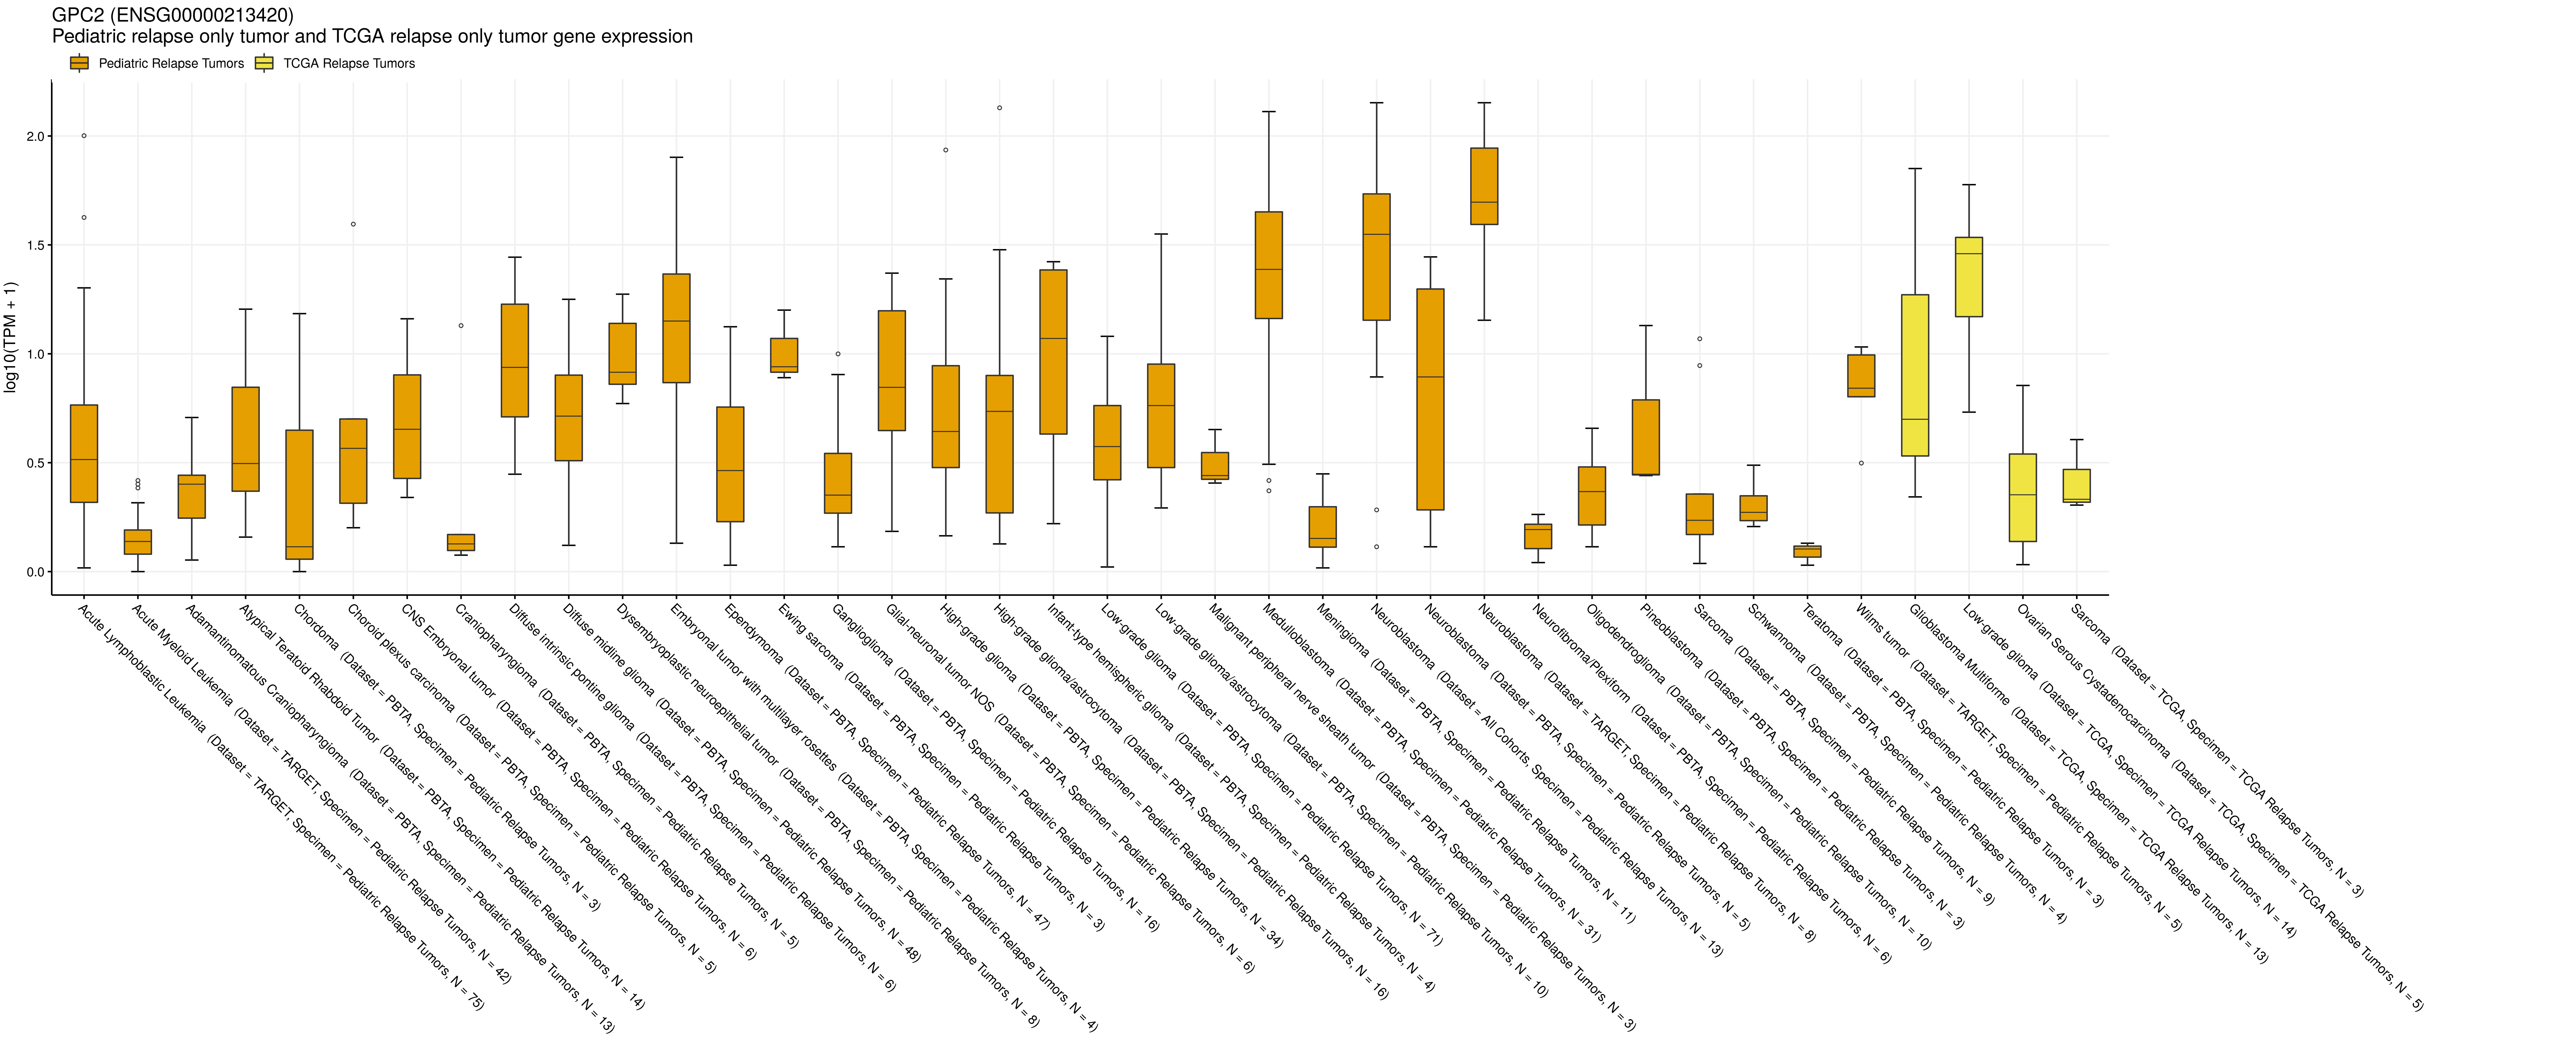 GPC2 (ENSG00000213420)
Pediatric relapse only tumor and TCGA relapse only tumor gene expression
Pediatric Relapse Tumors
TCGA Relapse Tumors
log10(TPM + 1)
2.0
1.5
1.0
0.5
0.0
Acute Lymphoblastic Leukemia (Dataset = TARGET, Specimen = Pediatric Relapse Tumors, N = 75)
Acute Myeloid Leukemia (Dataset = TARGET, Specimen = Pediatric Relapse Tumors, N = 42)
Adamantinomatous Craniopharyngioma (Dataset = PBTA, Specimen = Pediatric Relapse Tumors, N = 13)
Atypical Teratoid Rhabdoid Tumor (Dataset = PBTA, Specimen = Pediatric Relapse Tumors, N = 14)
Chordoma (Dataset = PBTA, Specimen = Pediatric Relapse Tumors, N = 3)
Choroid plexus carcinoma (Dataset = PBTA, Specimen = Pediatric Relapse Tumors, N = 5)
CNS Embryonal tumor (Dataset = PBTA, Specimen = Pediatric Relapse Tumors, N = 6)
Craniopharyngioma (Dataset = PBTA, Specimen = Pediatric Relapse Tumors, N = 5)
Diffuse intrinsic pontine glioma (Dataset = PBTA, Specimen = Pediatric Relapse Tumors, N = 6)
Diffuse midline glioma (Dataset = PBTA, Specimen = Pediatric Relapse Tumors, N = 48)
Dysembryoplastic neuroepithelial tumor (Dataset = PBTA, Specimen = Pediatric Relapse Tumors, N = 8)
Embryonal tumor with multilayer rosettes (Dataset = PBTA, Specimen = Pediatric Relapse Tumors, N = 4)
Ependymoma (Dataset = PBTA, Specimen = Pediatric Relapse Tumors, N = 47)
Ewing sarcoma (Dataset = PBTA, Specimen = Pediatric Relapse Tumors, N = 3)
Ganglioglioma (Dataset = PBTA, Specimen = Pediatric Relapse Tumors, N = 16)
Glial-neuronal tumor NOS (Dataset = PBTA, Specimen = Pediatric Relapse Tumors, N = 6)
High-grade glioma (Dataset = PBTA, Specimen = Pediatric Relapse Tumors, N = 34)
High-grade glioma/astrocytoma (Dataset = PBTA, Specimen = Pediatric Relapse Tumors, N = 16)
Infant-type hemispheric glioma (Dataset = PBTA, Specimen = Pediatric Relapse Tumors, N = 4)
Low-grade glioma (Dataset = PBTA, Specimen = Pediatric Relapse Tumors, N = 71)
Low-grade glioma/astrocytoma (Dataset = PBTA, Specimen = Pediatric Relapse Tumors, N = 10)
Malignant peripheral nerve sheath tumor (Dataset = PBTA, Specimen = Pediatric Relapse Tumors, N = 3)
Medulloblastoma (Dataset = PBTA, Specimen = Pediatric Relapse Tumors, N = 31)
Meningioma (Dataset = PBTA, Specimen = Pediatric Relapse Tumors, N = 11)
Neuroblastoma (Dataset = All Cohorts, Specimen = Pediatric Relapse Tumors, N = 13)
Neuroblastoma (Dataset = PBTA, Specimen = Pediatric Relapse Tumors, N = 5)
Neuroblastoma (Dataset = TARGET, Specimen = Pediatric Relapse Tumors, N = 8)
Neurofibroma/Plexiform (Dataset = PBTA, Specimen = Pediatric Relapse Tumors, N = 6)
Oligodendroglioma (Dataset = PBTA, Specimen = Pediatric Relapse Tumors, N = 10)
Pineoblastoma (Dataset = PBTA, Specimen = Pediatric Relapse Tumors, N = 3)
Sarcoma (Dataset = PBTA, Specimen = Pediatric Relapse Tumors, N = 9)
Schwannoma (Dataset = PBTA, Specimen = Pediatric Relapse Tumors, N = 4)
Teratoma (Dataset = PBTA, Specimen = Pediatric Relapse Tumors, N = 3)
Wilms tumor (Dataset = TARGET, Specimen = Pediatric Relapse Tumors, N = 5)
Glioblastoma Multiforme (Dataset = TCGA, Specimen = TCGA Relapse Tumors, N = 13)
Low-grade glioma (Dataset = TCGA, Specimen = TCGA Relapse Tumors, N = 14)
Ovarian Serous Cystadenocarcinoma (Dataset = TCGA, Specimen = TCGA Relapse Tumors, N = 5)
Sarcoma (Dataset = TCGA, Specimen = TCGA Relapse Tumors, N = 3)